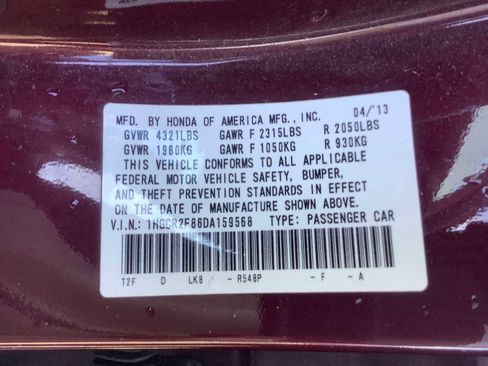 MFD. BY HONDA OF AMERICA MFG., INC. 04/'13
GVWR 4321LBS GAWR F 2315LBS R 2050LBS
GVWR 1960KG GAWR F 1050KG R 930KG
THIS VEHICLE CONFORMS TO ALL APPLICABLE
FEDERAL MOTOR VEHICLE SAFETY, BUMPER,
AND THEFT PREVENTION STANDARDS IN EFFECT
ON THE DATE OF MANUFACTURE SHOWN ABOVE.
V.I.N.: 1HGCR2F86DA159568 TYPE: PASSENGER CAR
T2F D LK8 - R548P - F - A